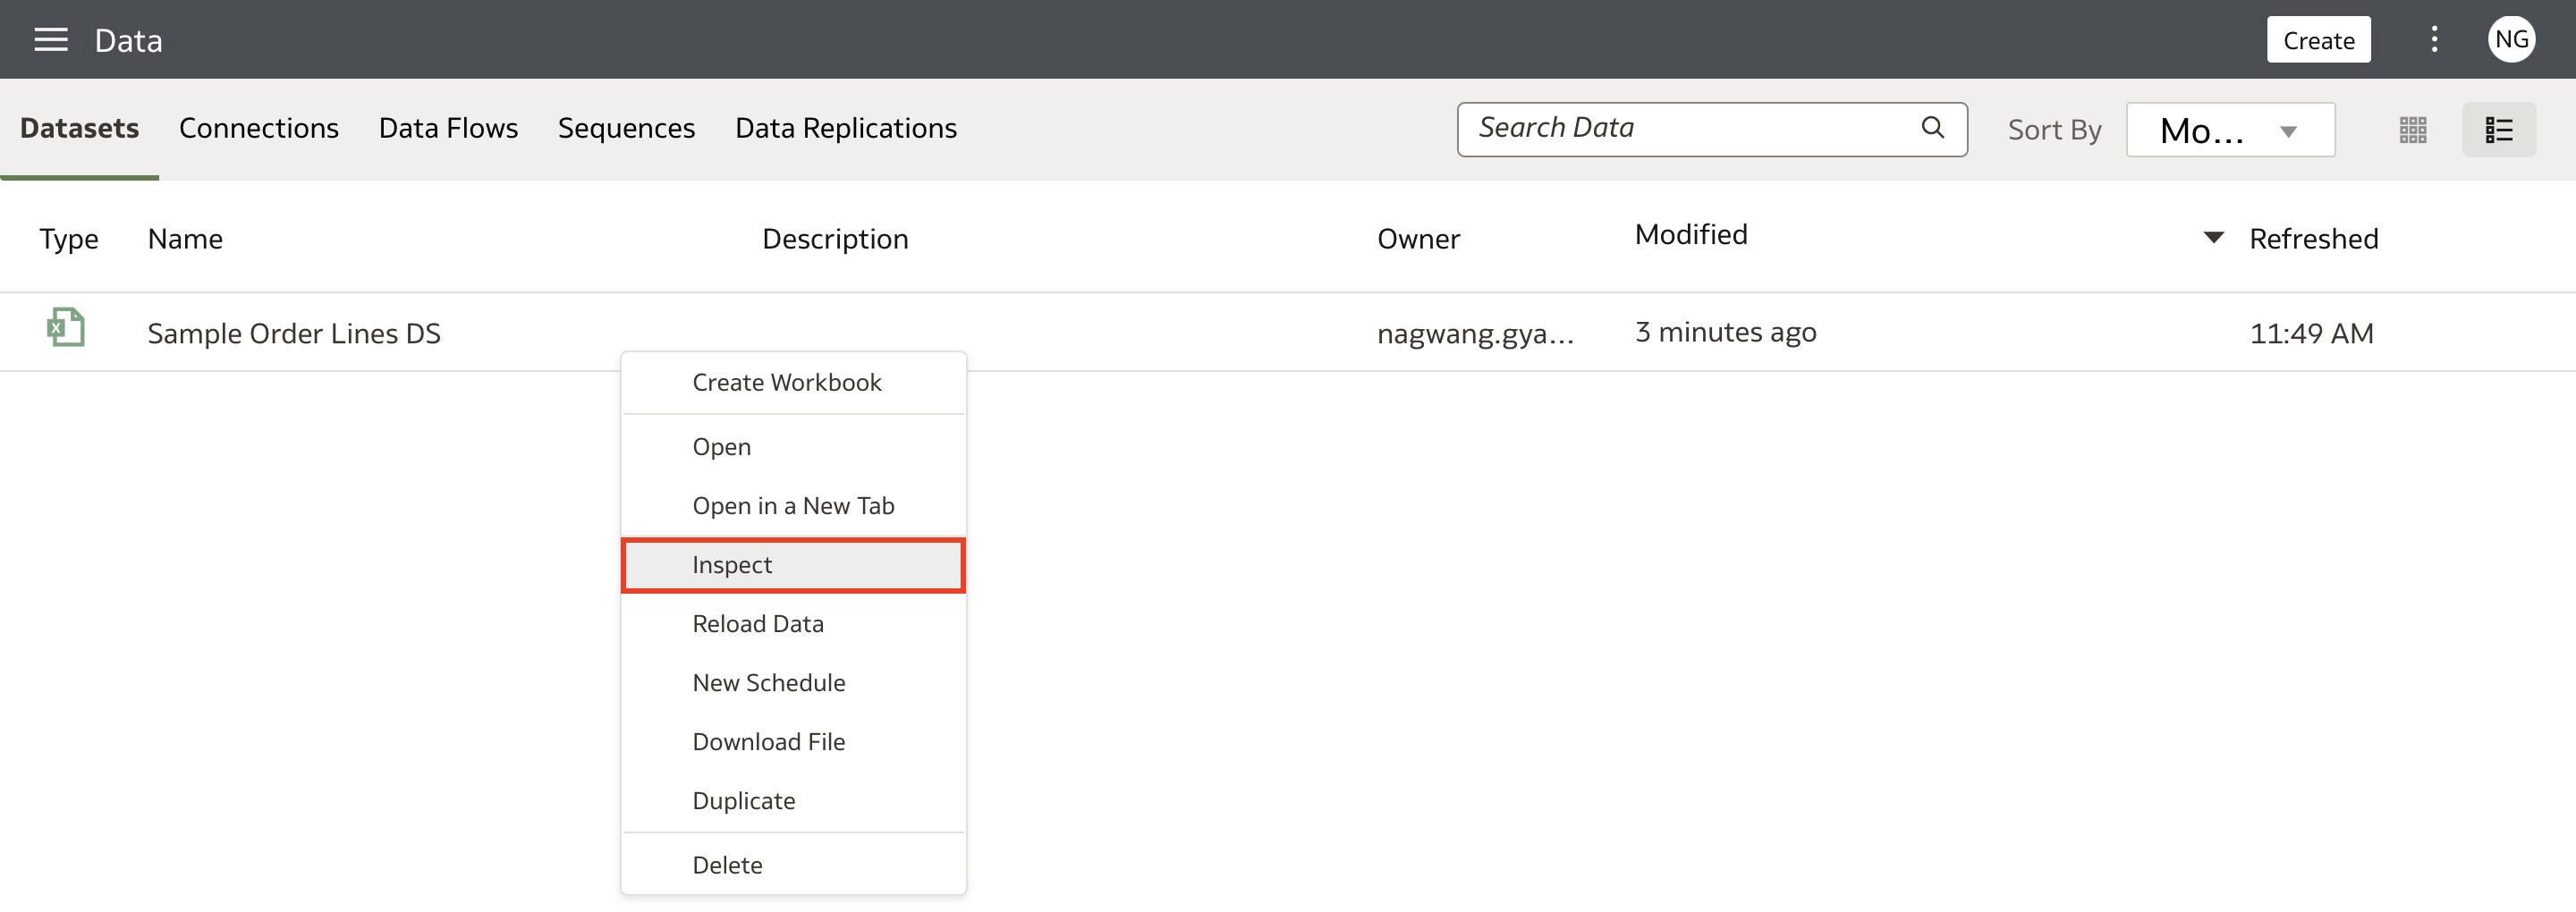 Data
Create
NG
Datasets Connections Data Flows Sequences Data Replications
Search Data
Sort By
Mo...
Type Name Description Owner Modified Refreshed
X
Sample Order Lines DS nagwang.gya... 3 minutes ago 11:49 AM
Create Workbook
Open
Open in a New Tab
Inspect
Reload Data
New Schedule
Download File
Duplicate
Delete